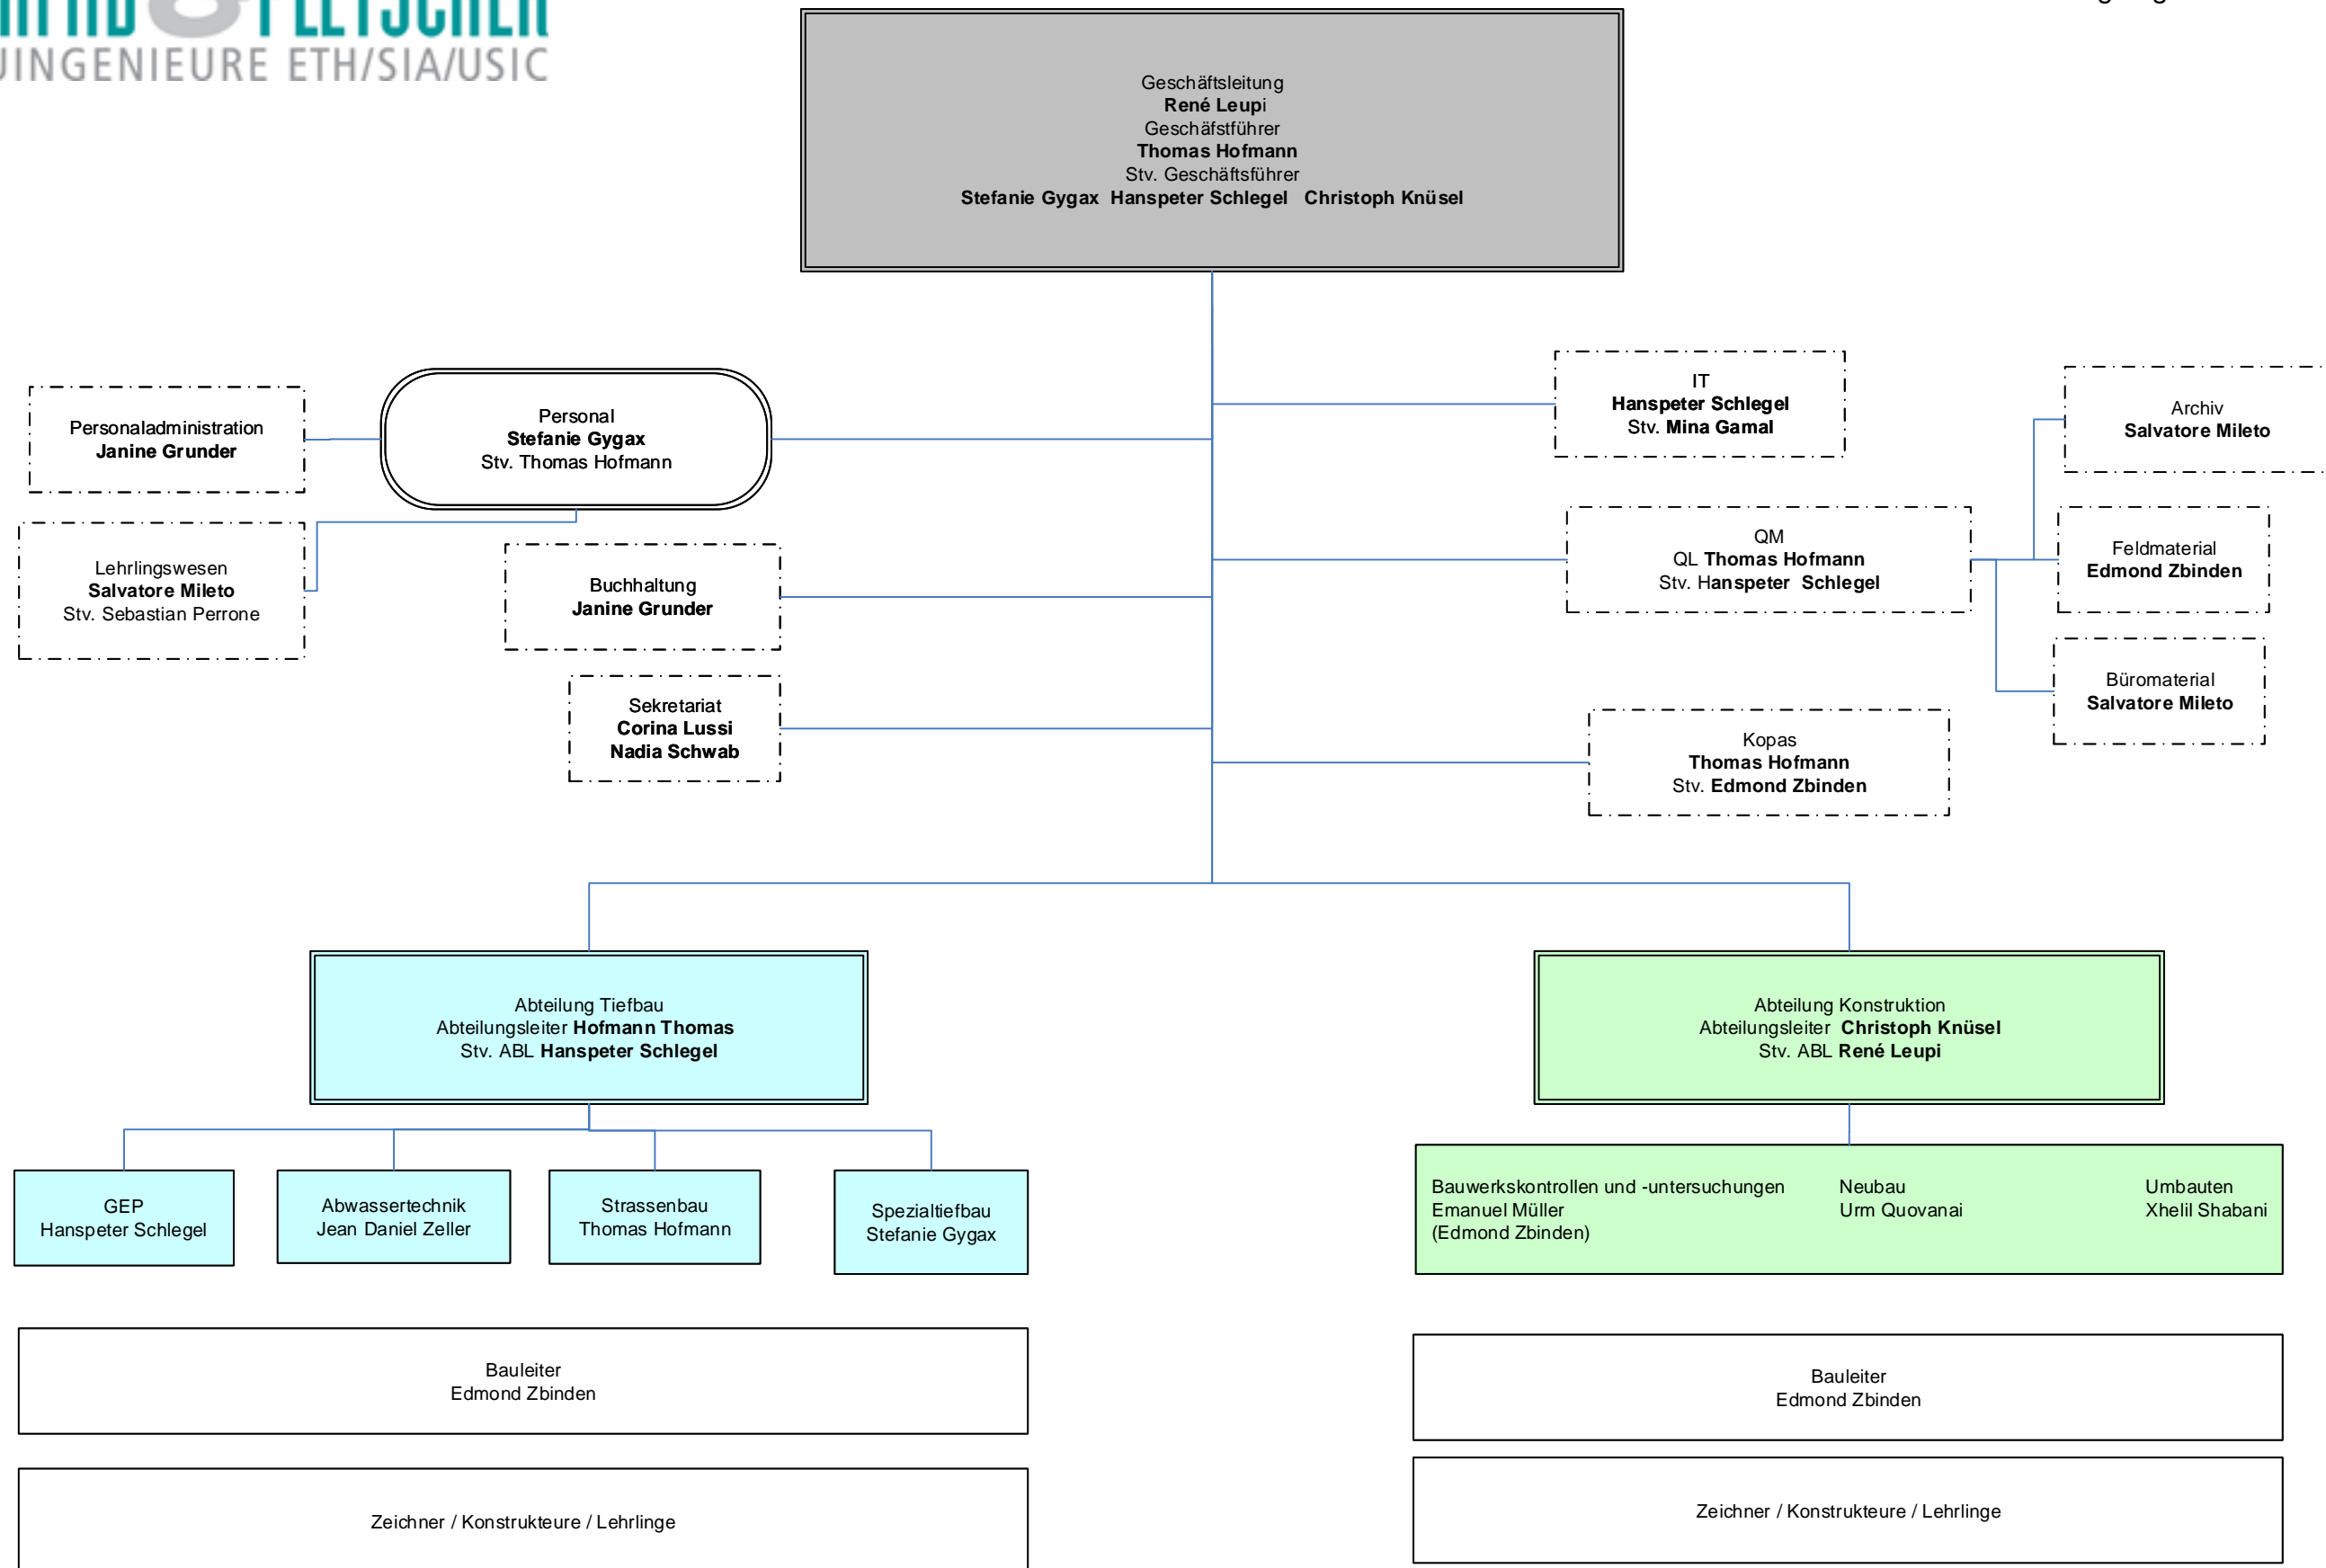 UINGENIEURE ETH/SIA/USIC
Geschäftsleitung
René Leupi
Geschäfstführer
Thomas Hofmann
Stv. Geschäftsführer
Stefanie Gygax Hanspeter Schlegel Christoph Knüsel
Personaladministration
Janine Grunder
Personal
Stefanie Gygax
Stv. Thomas Hofmann
IT
Hanspeter Schlegel
Stv. Mina Gamal
Archiv
Salvatore Mileto
Lehrlingswesen
Salvatore Mileto
Stv. Sebastian Perrone
Buchhaltung
Janine Grunder
QM
QL Thomas Hofmann
Stv. Hanspeter Schlegel
Feldmaterial
Edmond Zbinden
Sekretariat
Corina Lussi
Nadia Schwab
Büromaterial
Salvatore Mileto
Kopas
Thomas Hofmann
Stv. Edmond Zbinden
Abteilung Tiefbau
Abteilungsleiter Hofmann Thomas
Stv. ABL Hanspeter Schlegel
Abteilung Konstruktion
Abteilungsleiter Christoph Knüsel
Stv. ABL René Leupi
GEP
Hanspeter Schlegel
Abwassertechnik
Jean Daniel Zeller
Strassenbau
Thomas Hofmann
Spezialtiefbau
Stefanie Gygax
Bauwerkskontrollen und -untersuchungen
Emanuel Müller
(Edmond Zbinden)
Neubau
Urm Quovanai
Umbauten
Xhelil Shabani
Bauleiter
Edmond Zbinden
Bauleiter
Edmond Zbinden
Zeichner / Konstrukteure / Lehrlinge
Zeichner / Konstrukteure / Lehrlinge